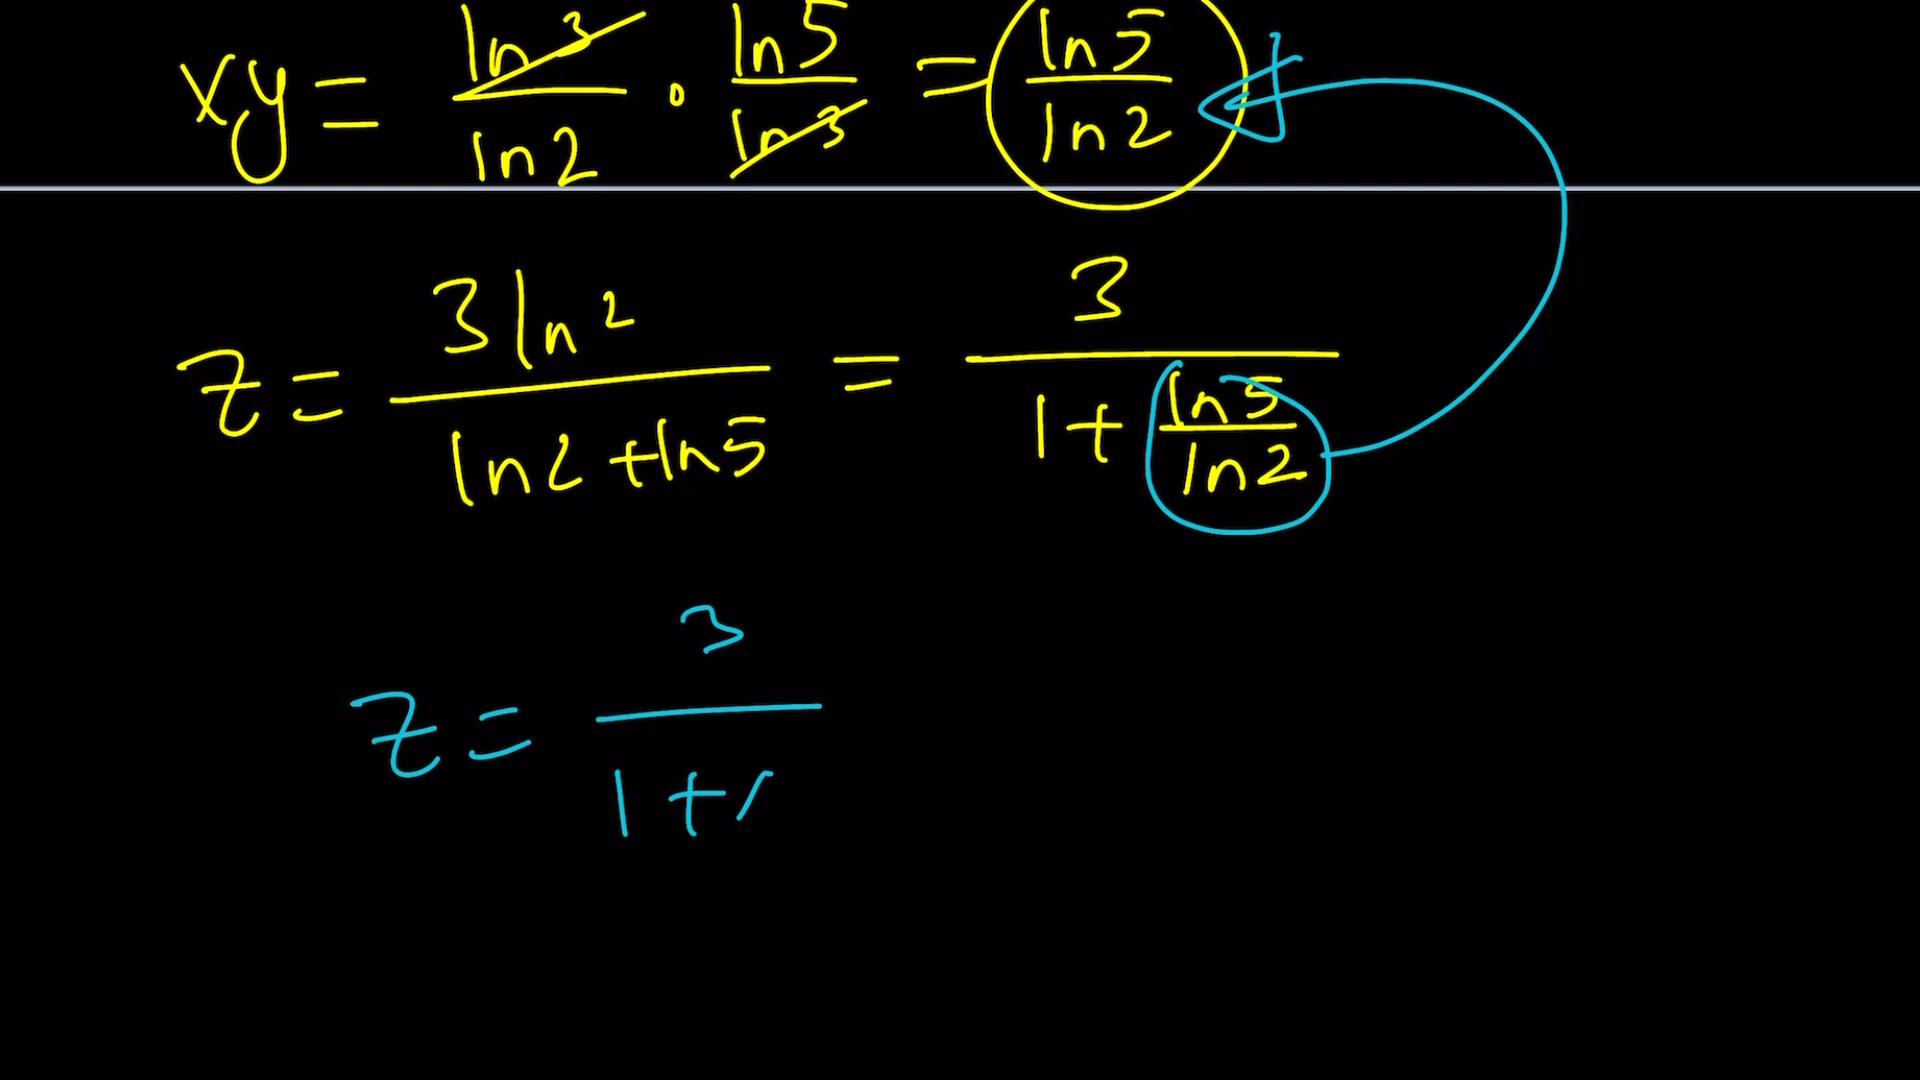 xy = ln3/ln2 · ln5/ln3 = ln5/ln2
z = 3ln2/(ln2+ln5) = 3/(1+ln5/ln2)
z = 3/(1+